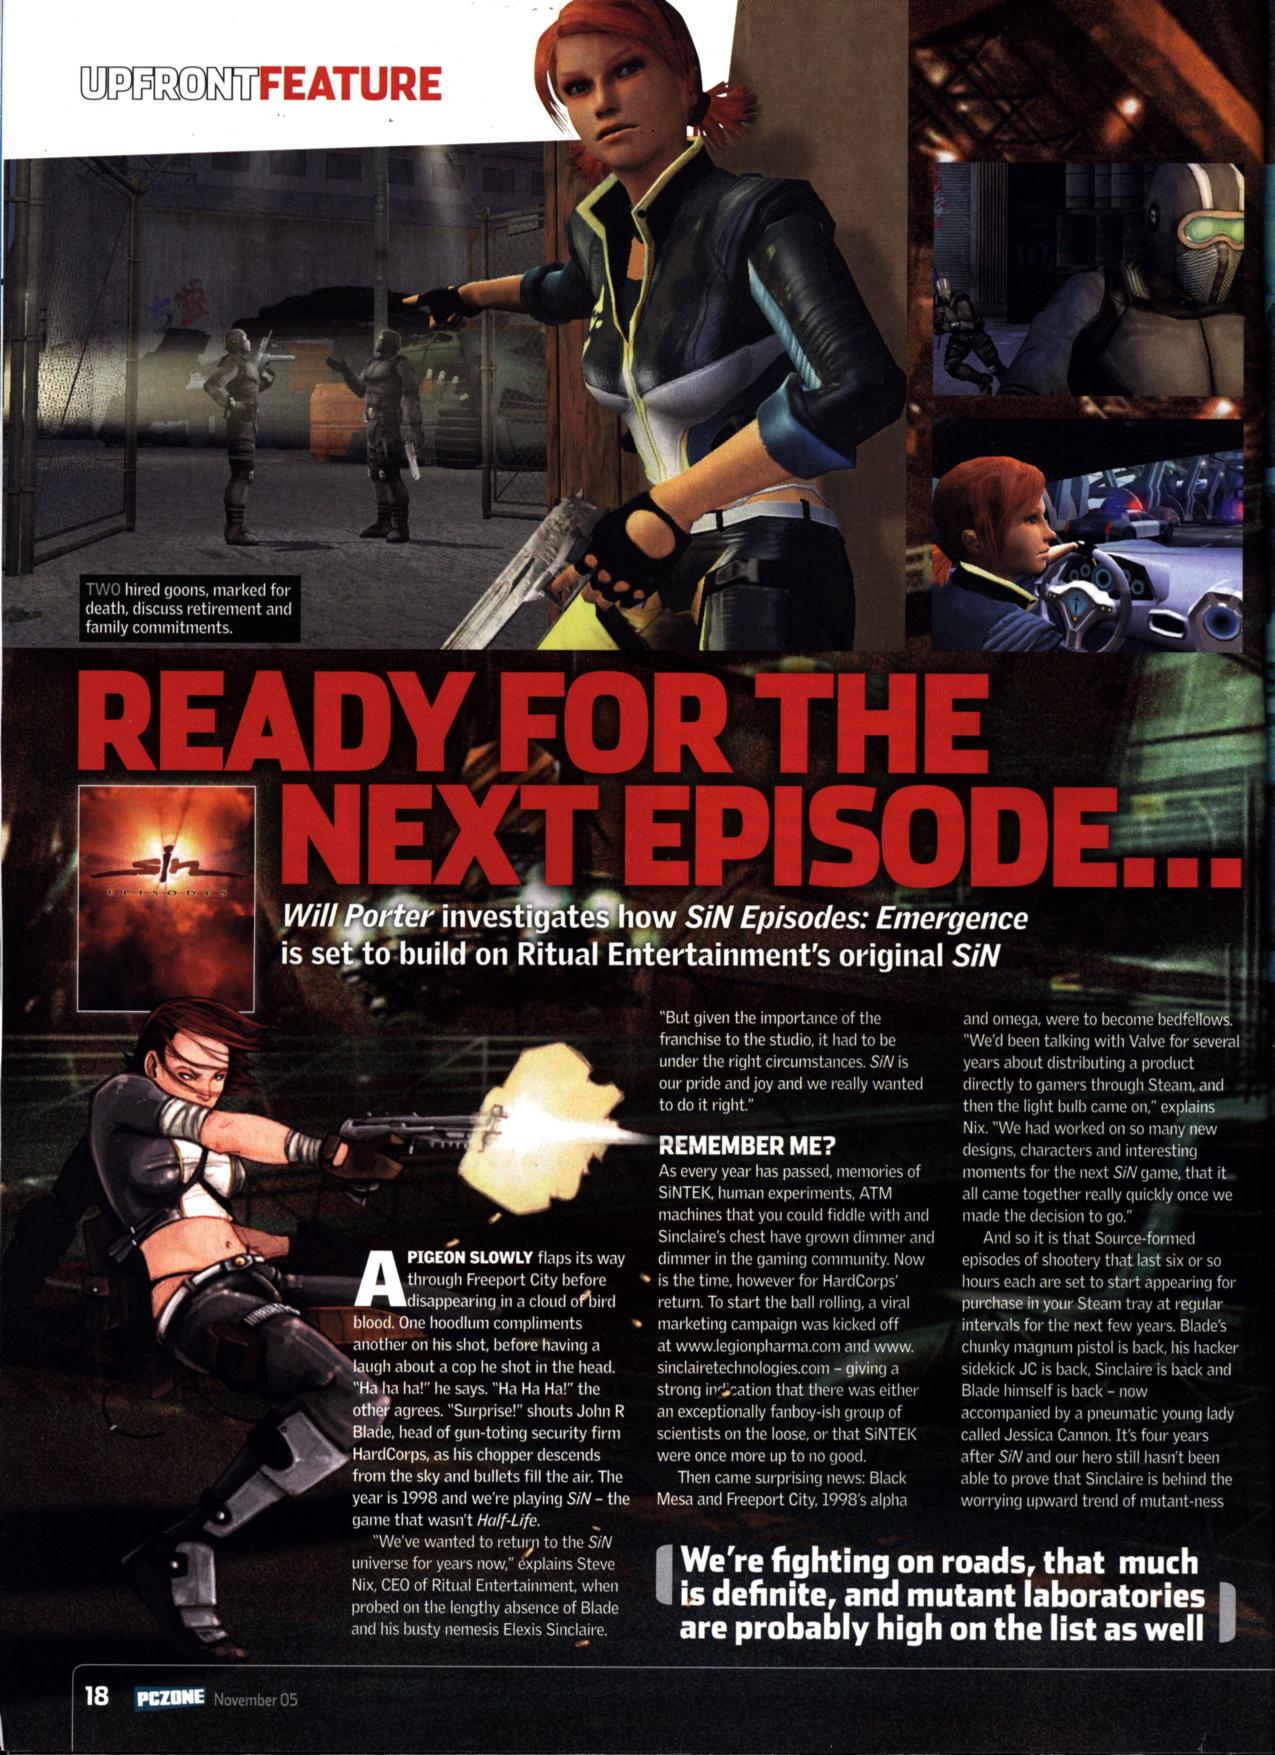 UPFRONTFEATURE
TWO hired goons, marked for
death, discuss retirement and
family commitments.
READY FOR THE
NEXT EPISODE...
sin
EPISODES
Will Porter investigates how SiN Episodes: Emergence
is set to build on Ritual Entertainment's original SiN
A PIGEON SLOWLY flaps its way
through Freeport City before
disappearing in a cloud of bird
blood. One hoodlum compliments
another on his shot, before having a
laugh about a cop he shot in the head.
"Ha ha ha!" he says. "Ha Ha Ha!" the
other agrees. "Surprise!" shouts John R
Blade, head of gun-toting security firm
HardCorps, as his chopper descends
from the sky and bullets fill the air. The
year is 1998 and we're playing SiN – the
game that wasn't Half-Life.
"We've wanted to return to the SiN
universe for years now," explains Steve
Nix, CEO of Ritual Entertainment, when
probed on the lengthy absence of Blade
and his busty nemesis Elexis Sinclaire.
"But given the importance of the
franchise to the studio, it had to be
under the right circumstances. SiN is
our pride and joy and we really wanted
to do it right."
REMEMBER ME?
As every year has passed, memories of
SiNTEK, human experiments, ATM
machines that you could fiddle with and
Sinclaire's chest have grown dimmer and
dimmer in the gaming community. Now
is the time, however for HardCorps'
return. To start the ball rolling, a viral
marketing campaign was kicked off
at www.legionpharma.com and www.
sinclairetechnologies.com – giving a
strong indication that there was either
an exceptionally fanboy-ish group of
scientists on the loose, or that SiNTEK
were once more up to no good.
Then came surprising news: Black
Mesa and Freeport City, 1998's alpha
and omega, were to become bedfellows.
"We'd been talking with Valve for several
years about distributing a product
directly to gamers through Steam, and
then the light bulb came on," explains
Nix. "We had worked on so many new
designs, characters and interesting
moments for the next SiN game, that it
all came together really quickly once we
made the decision to go."
And so it is that Source-formed
episodes of shootery that last six or so
hours each are set to start appearing for
purchase in your Steam tray at regular
intervals for the next few years. Blade's
chunky magnum pistol is back, his hacker
sidekick JC is back, Sinclaire is back and
Blade himself is back – now
accompanied by a pneumatic young lady
called Jessica Cannon. It's four years
after SiN and our hero still hasn't been
able to prove that Sinclaire is behind the
worrying upward trend of mutant-ness
We're fighting on roads, that much
is definite, and mutant laboratories
are probably high on the list as well
18 PCZONE November 05